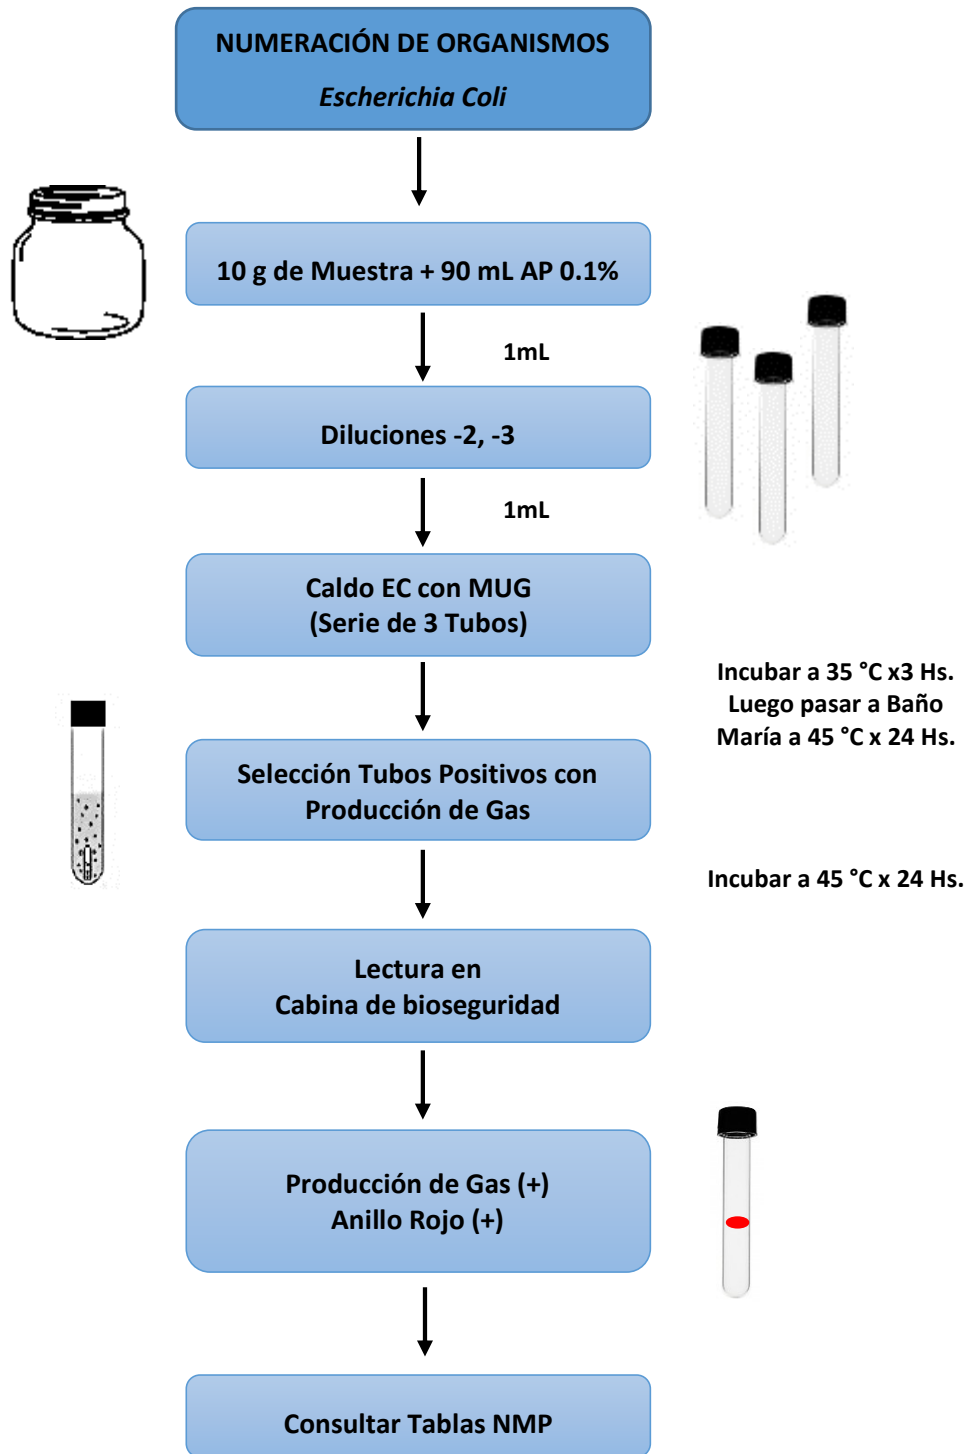 NUMERACIÓN DE ORGANISMOS
Escherichia Coli
10 g de Muestra + 90 mL AP 0.1%
1mL
Diluciones -2, -3
1mL
Caldo EC con MUG
(Serie de 3 Tubos)
Incubar a 35 °C x3 Hs.
Luego pasar a Baño
María a 45 °C x 24 Hs.
Selección Tubos Positivos con
Producción de Gas
Incubar a 45 °C x 24 Hs.
Lectura en
Cabina de bioseguridad
Producción de Gas (+)
Anillo Rojo (+)
Consultar Tablas NMP